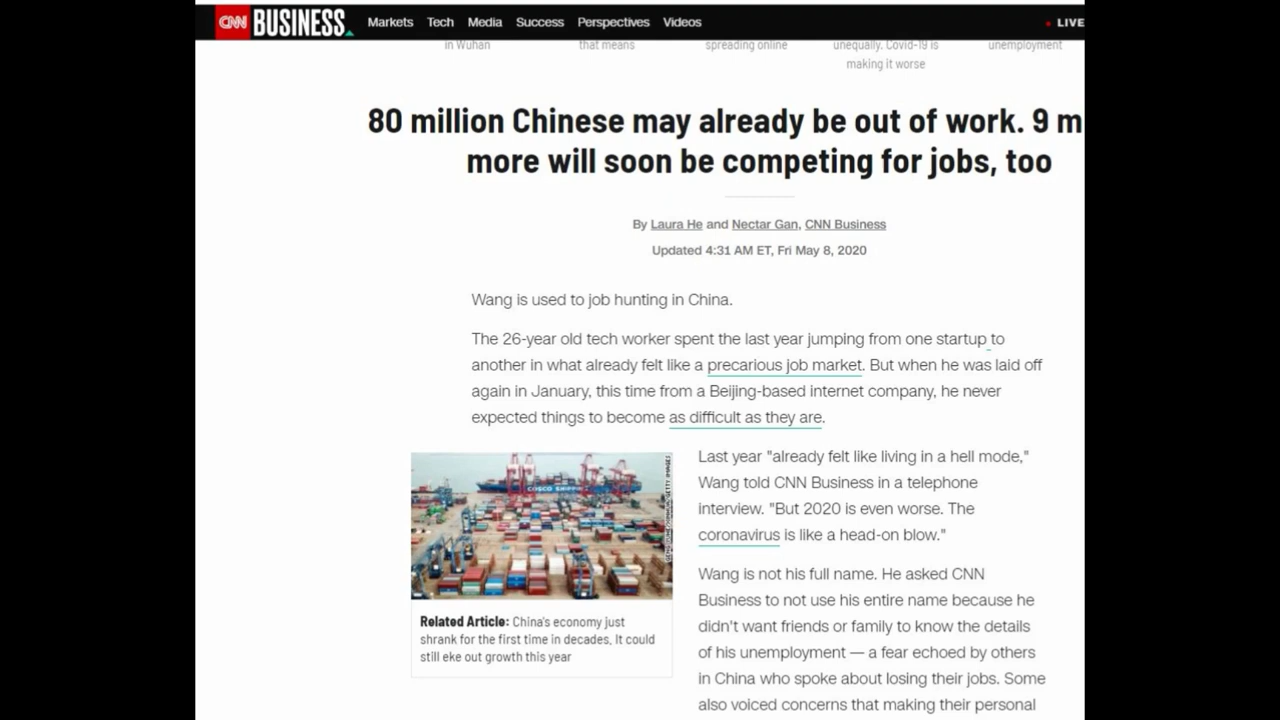 CNN BUSINESS Markets Tech Media Success Perspectives Videos LIVE
in Wuhan that means spreading online unequally. Covid-19 is unemployment
making it worse
80 million Chinese may already be out of work. 9 m
more will soon be competing for jobs, too
By Laura He and Nectar Gan, CNN Business
Updated 4:31 AM ET, Fri May 8, 2020
Wang is used to job hunting in China.
The 26-year old tech worker spent the last year jumping from one startup to
another in what already felt like a precarious job market. But when he was laid off
again in January, this time from a Beijing-based internet company, he never
expected things to become as difficult as they are.
COSCO SHIPPING
Related Article: China's economy just
shrank for the first time in decades. It could
still eke out growth this year
Last year "already felt like living in a hell mode,"
Wang told CNN Business in a telephone
interview. "But 2020 is even worse. The
coronavirus is like a head-on blow."
Wang is not his full name. He asked CNN
Business to not use his entire name because he
didn't want friends or family to know the details
of his unemployment — a fear echoed by others
in China who spoke about losing their jobs. Some
also voiced concerns that making their personal